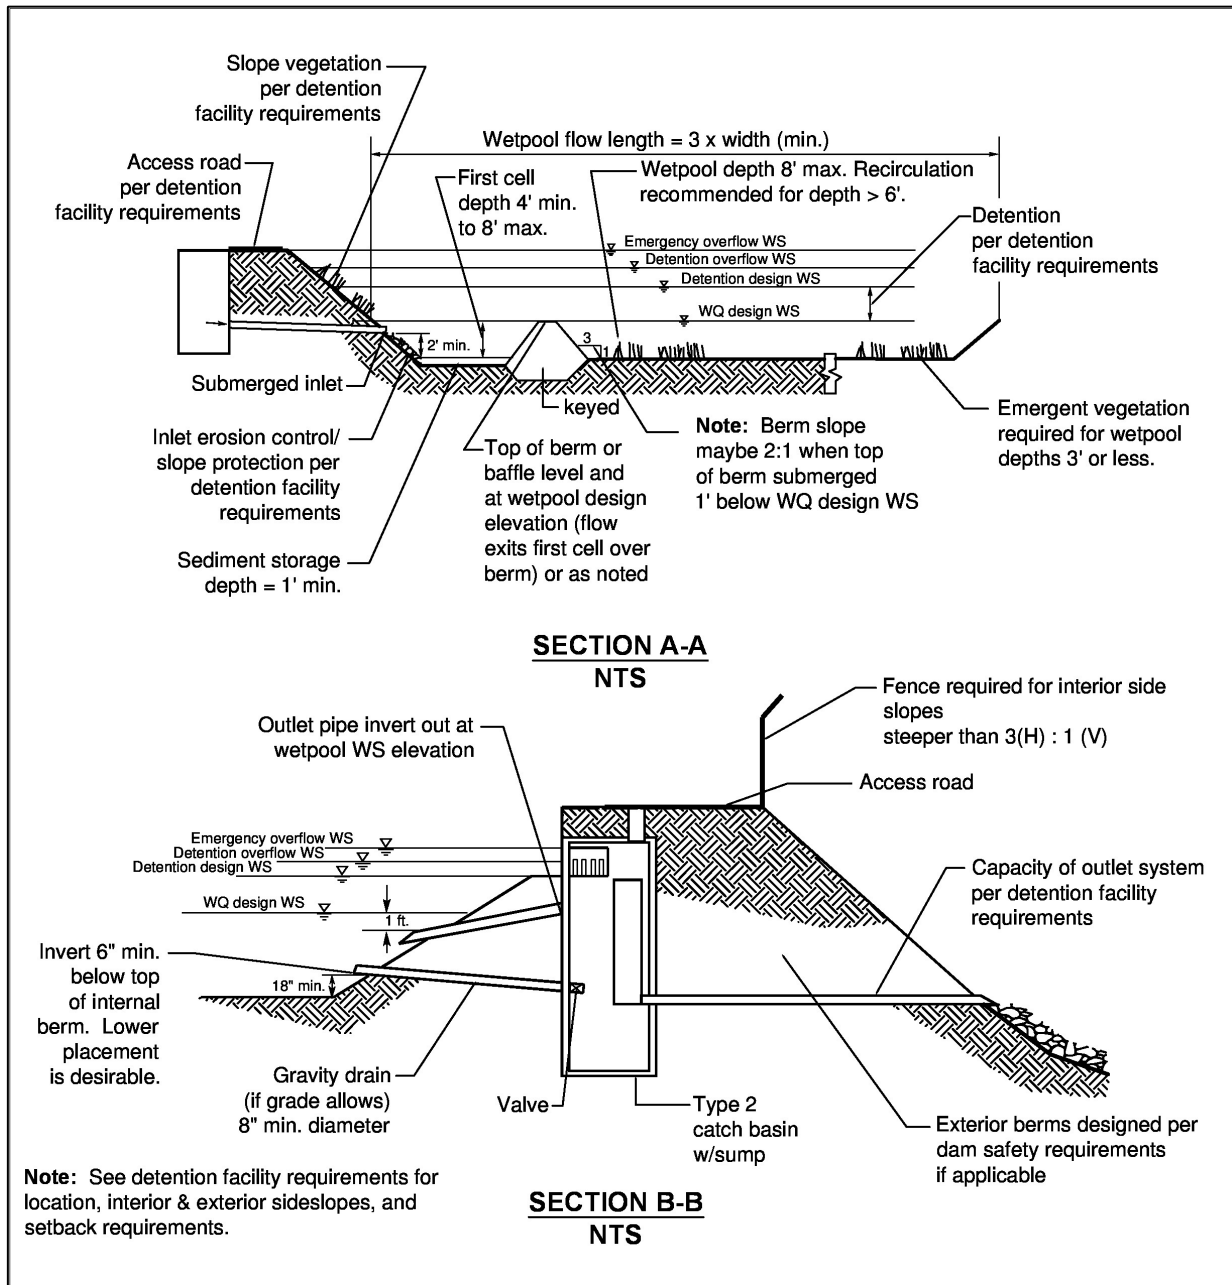 Slope vegetation
per detention
facility requirements
Wetpool flow length = 3 x width (min.)
Access road
per detention
facility requirements
First cell
depth 4' min.
to 8' max.
Wetpool depth 8' max. Recirculation
recommended for depth > 6'.
Detention
per detention
facility requirements
Emergency overflow WS
Detention overflow WS
Detention design WS
WQ design WS
2' min.
3
1
Submerged inlet
keyed
Inlet erosion control/
slope protection per
detention facility
requirements
Top of berm or
baffle level and
at wetpool design
elevation (flow
exits first cell over
berm) or as noted
Note: Berm slope
maybe 2:1 when top
of berm submerged
1' below WQ design WS
Emergent vegetation
required for wetpool
depths 3' or less.
Sediment storage
depth = 1' min.
SECTION A-A
NTS
Outlet pipe invert out at
wetpool WS elevation
Fence required for interior side
slopes
steeper than 3(H) : 1 (V)
Access road
Emergency overflow WS
Detention overflow WS
Detention design WS
WQ design WS
1 ft.
Capacity of outlet system
per detention facility
requirements
Invert 6" min.
below top
of internal
berm. Lower
placement
is desirable.
18" min.
Gravity drain
(if grade allows)
8" min. diameter
Valve
Type 2
catch basin
w/sump
Exterior berms designed per
dam safety requirements
if applicable
Note: See detention facility requirements for
location, interior & exterior sideslopes, and
setback requirements.
SECTION B-B
NTS